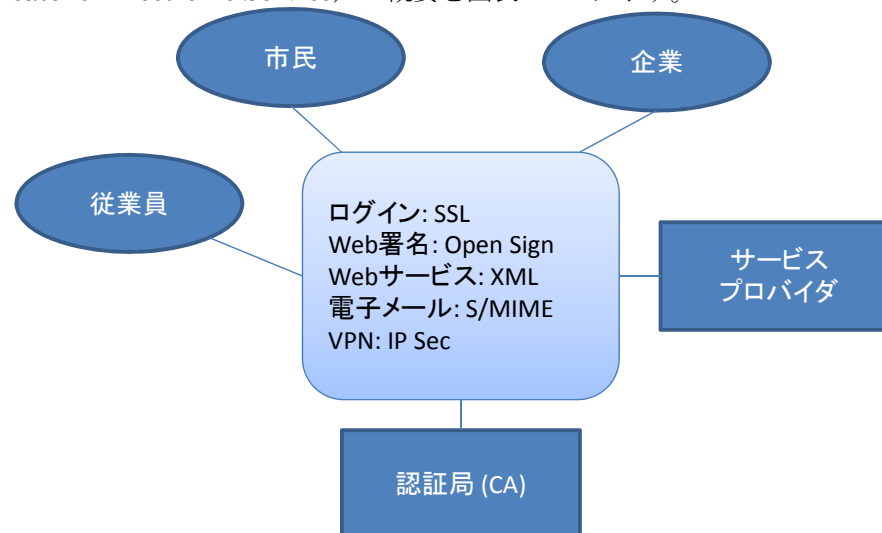 市民
企業
従業員
ログイン: SSL
Web署名: Open Sign
Webサービス: XML
電子メール: S/MIME
VPN: IP Sec
サービス
プロバイダ
認証局 (CA)